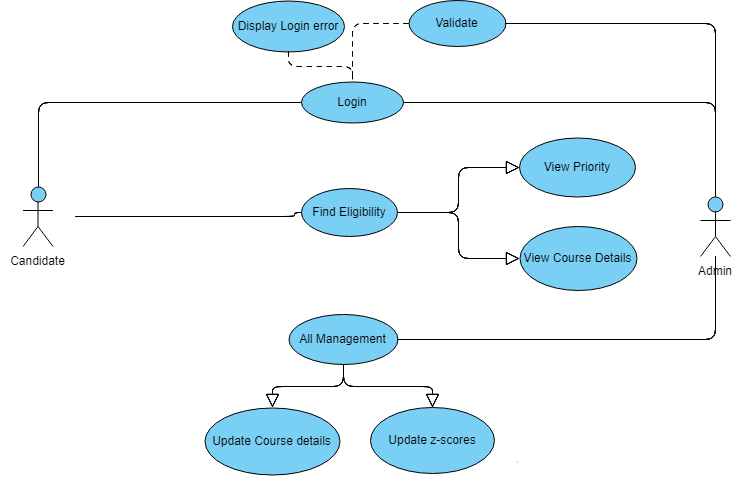 Display Login error
Validate
Login
View Priority
Find Eligibility
View Course Details
Candidate
Admin
All Management
Update Course details
Update z-scores